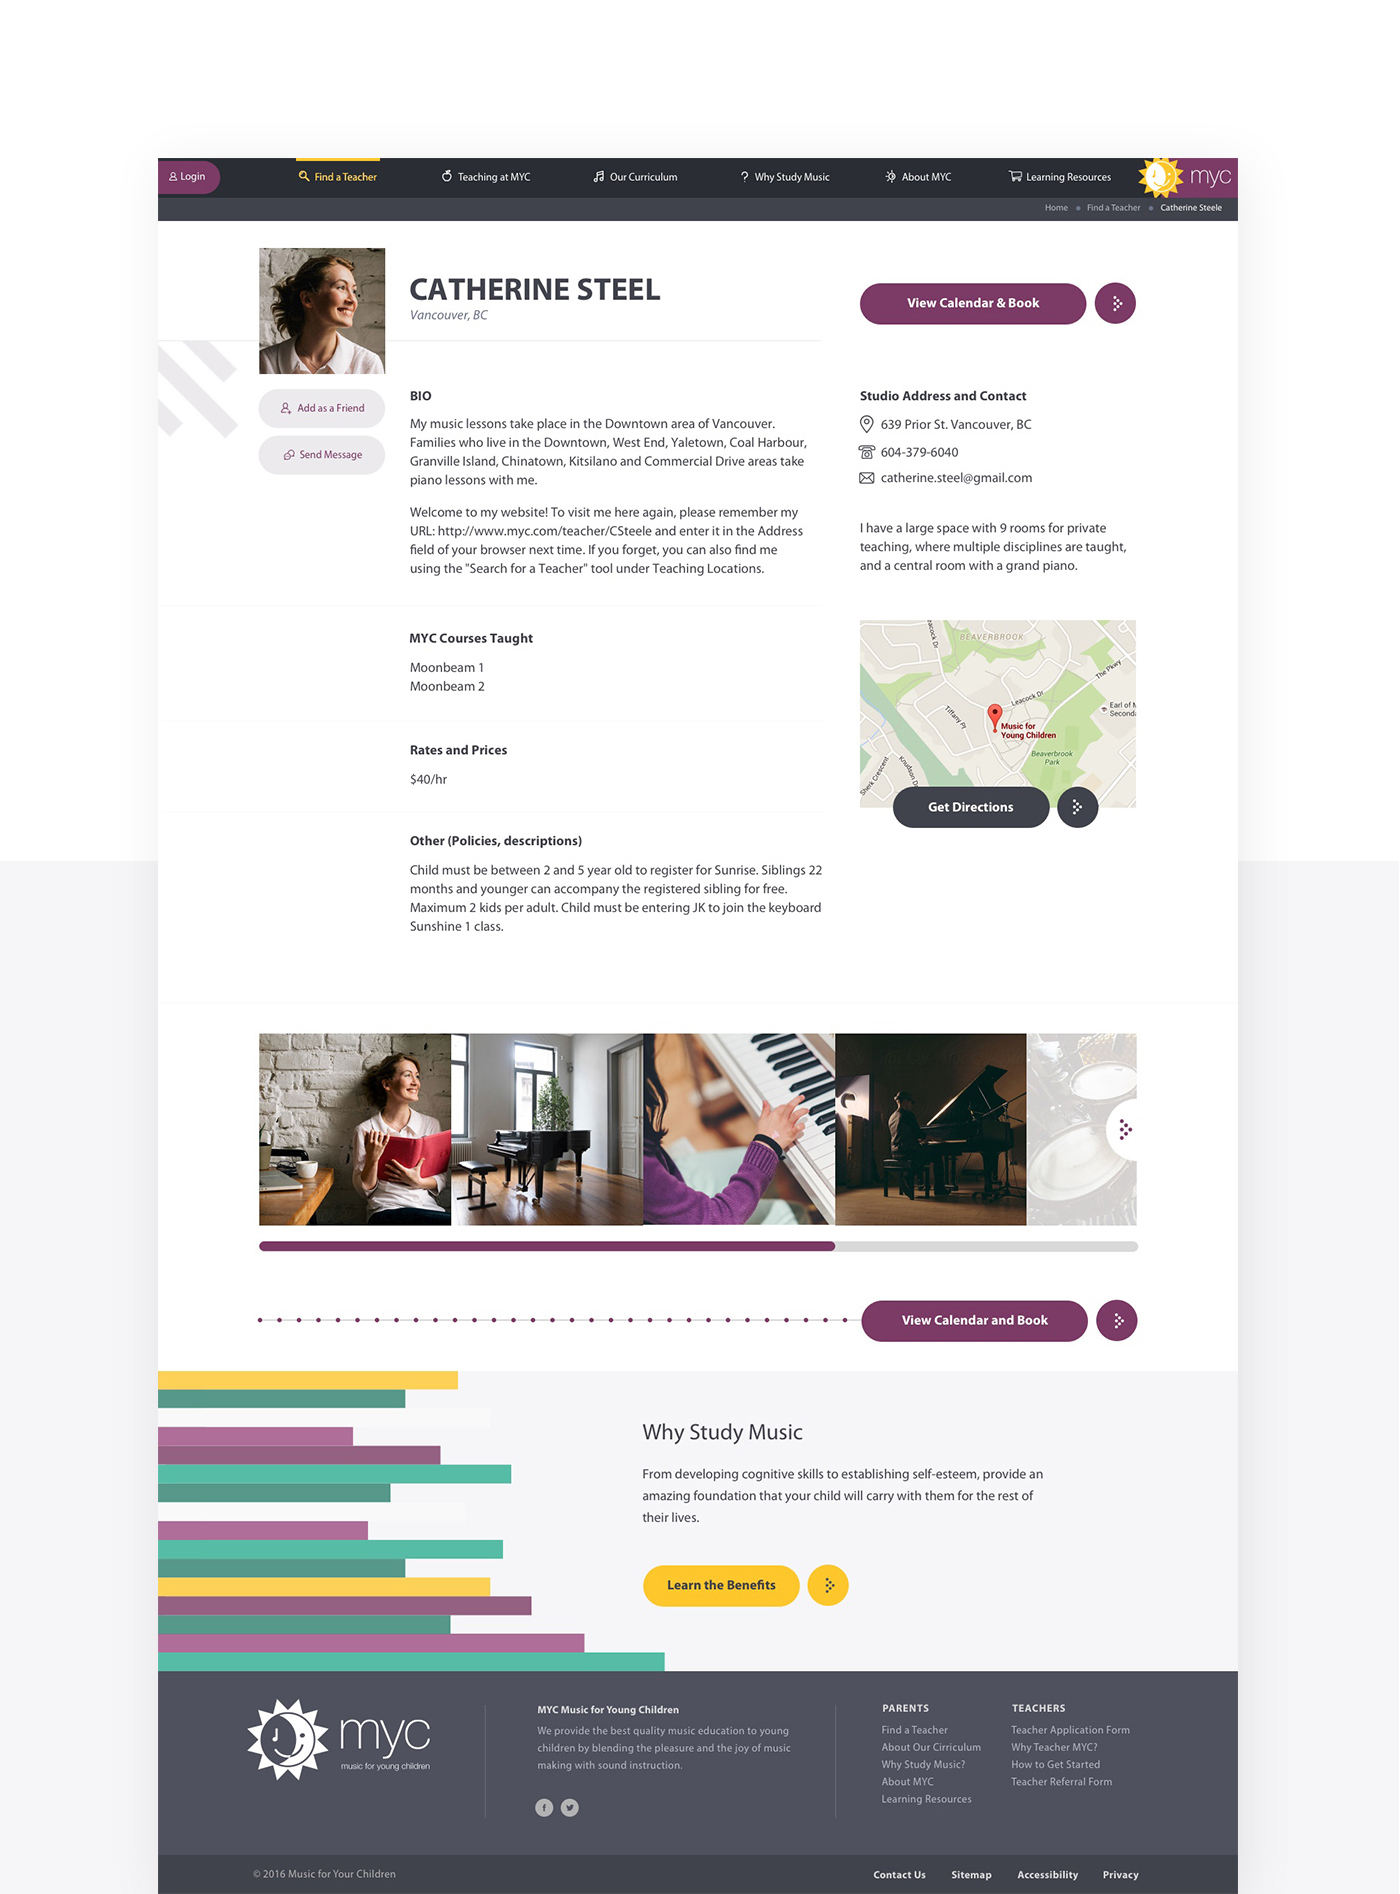 Login
Find a Teacher
Teaching at MYC
Our Curriculum
Why Study Music
About MYC
Learning Resources
myc
Home
Find a Teacher
Catherine Steele
CATHERINE STEEL
Vancouver, BC
View Calendar & Book
Add as a Friend
Send Message
BIO
My music lessons take place in the Downtown area of Vancouver.
Families who live in the Downtown, West End, Yaletown, Coal Harbour,
Granville Island, Chinatown, Kitsilano and Commercial Drive areas take
piano lessons with me.
Welcome to my website! To visit me here again, please remember my
URL: http://www.myc.com/teacher/CSteele and enter it in the Address
field of your browser next time. If you forget, you can also find me
using the "Search for a Teacher" tool under Teaching Locations.
Studio Address and Contact
639 Prior St. Vancouver, BC
604-379-6040
catherine.steel@gmail.com
I have a large space with 9 rooms for private
teaching, where multiple disciplines are taught,
and a central room with a grand piano.
MYC Courses Taught
Moonbeam 1
Moonbeam 2
Rates and Prices
$40/hr
Other (Policies, descriptions)
Child must be between 2 and 5 year old to register for Sunrise. Siblings 22
months and younger can accompany the registered sibling for free.
Maximum 2 kids per adult. Child must be entering JK to join the keyboard
Sunshine 1 class.
eacock Dr
BEAVERBROOK
The Pkwy
Leacock Dr
Tiffany Pl
Earl of M
Seconda
Music for
Young Children
Beaverbrook
Park
Sherk Crescent
Knudson D
Get Directions
View Calendar and Book
Why Study Music
From developing cognitive skills to establishing self-esteem, provide an
amazing foundation that your child will carry with them for the rest of
their lives.
Learn the Benefits
myc
music for young children
MYC Music for Young Children
We provide the best quality music education to young
children by blending the pleasure and the joy of music
making with sound instruction.
PARENTS
Find a Teacher
About Our Cirriculum
Why Study Music?
About MYC
Learning Resources
TEACHERS
Teacher Application Form
Why Teacher MYC?
How to Get Started
Teacher Referral Form
© 2016 Music for Your Children
Contact Us
Sitemap
Accessibility
Privacy